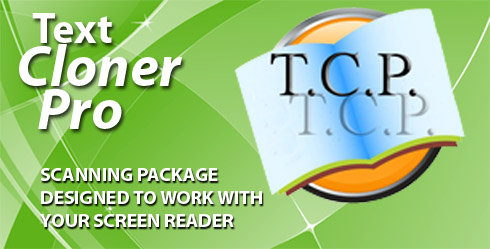 Text
Cloner
Pro
T.C.P.
T.C.P.
SCANNING PACKAGE
DESIGNED TO WORK WITH
YOUR SCREEN READER